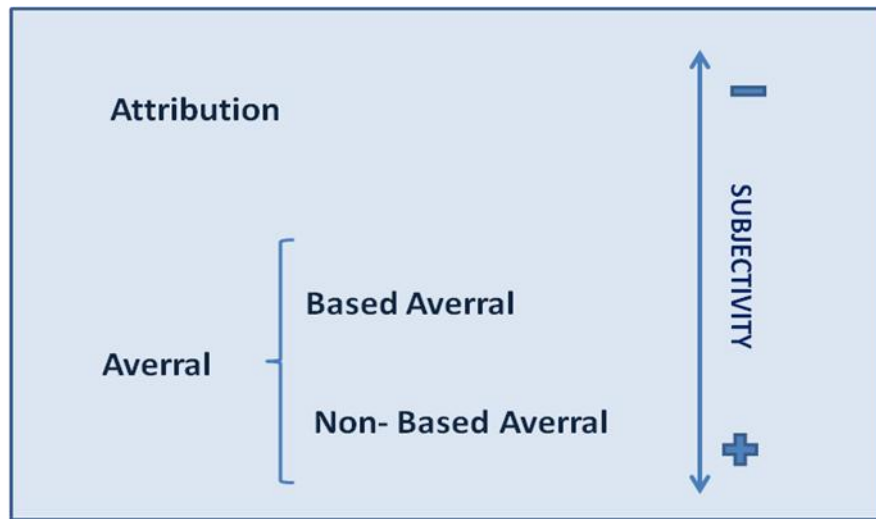 Attribution
SUBJECTIVITY
Based Averral
Averral
Non- Based Averral